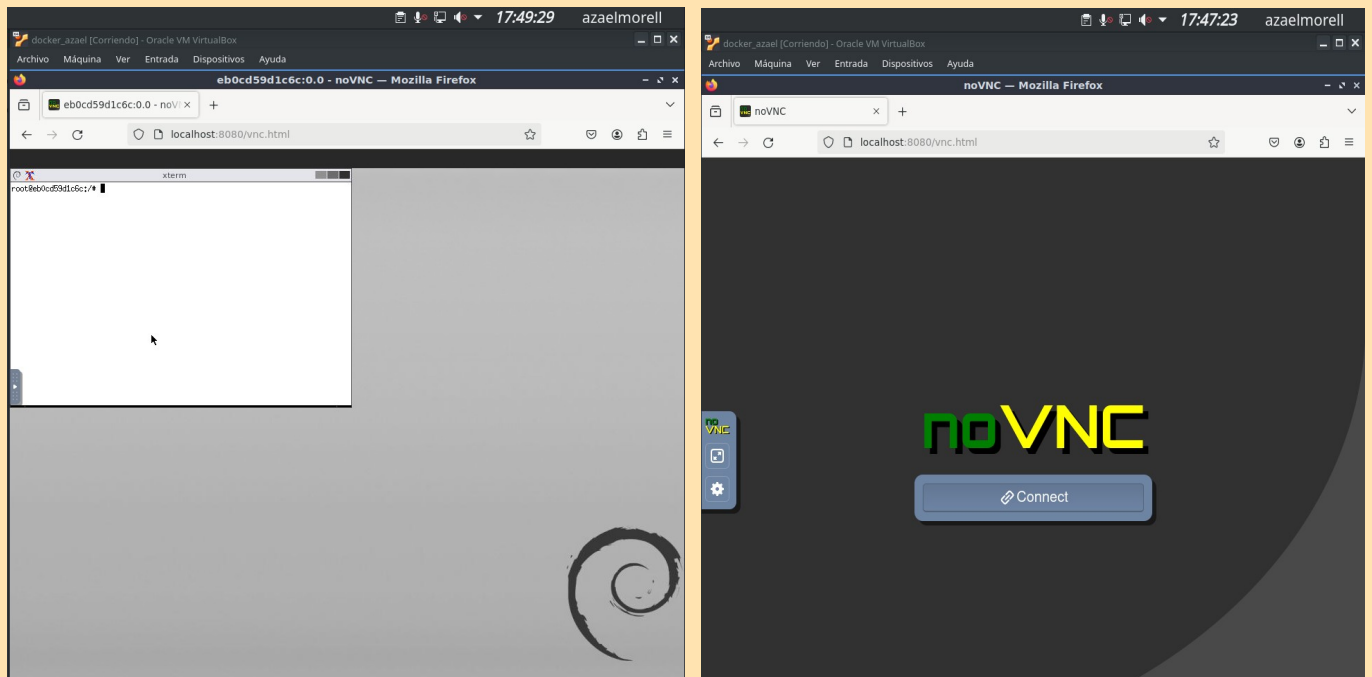 17:49:29 azaelmorell
docker_azael [Corriendo] - Oracle VM VirtualBox
Archivo Máquina Ver Entrada Dispositivos Ayuda
eb0cd59d1c6c:0.0 - noVNC — Mozilla Firefox
eb0cd59d1c6c:0.0 - noV
localhost:8080/vnc.html
xterm
root@eb0cd59d1c6c:/#
17:47:23 azaelmorell
docker_azael [Corriendo] - Oracle VM VirtualBox
Archivo Máquina Ver Entrada Dispositivos Ayuda
noVNC — Mozilla Firefox
noVNC
localhost:8080/vnc.html
noVNC
no
VNC
Connect